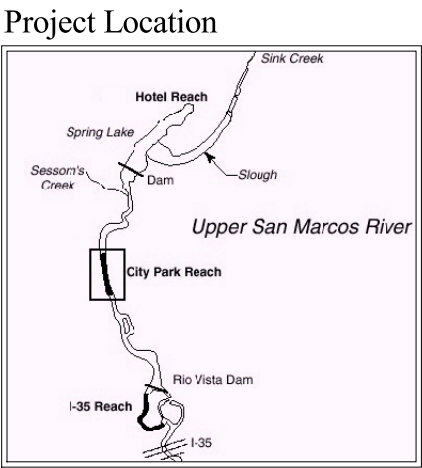 Project Location
Sink Creek
Hotel Reach
Spring Lake
Sessom's
Creek
Dam
Slough
Upper San Marcos River
City Park Reach
Rio Vista Dam
I-35 Reach
I-35